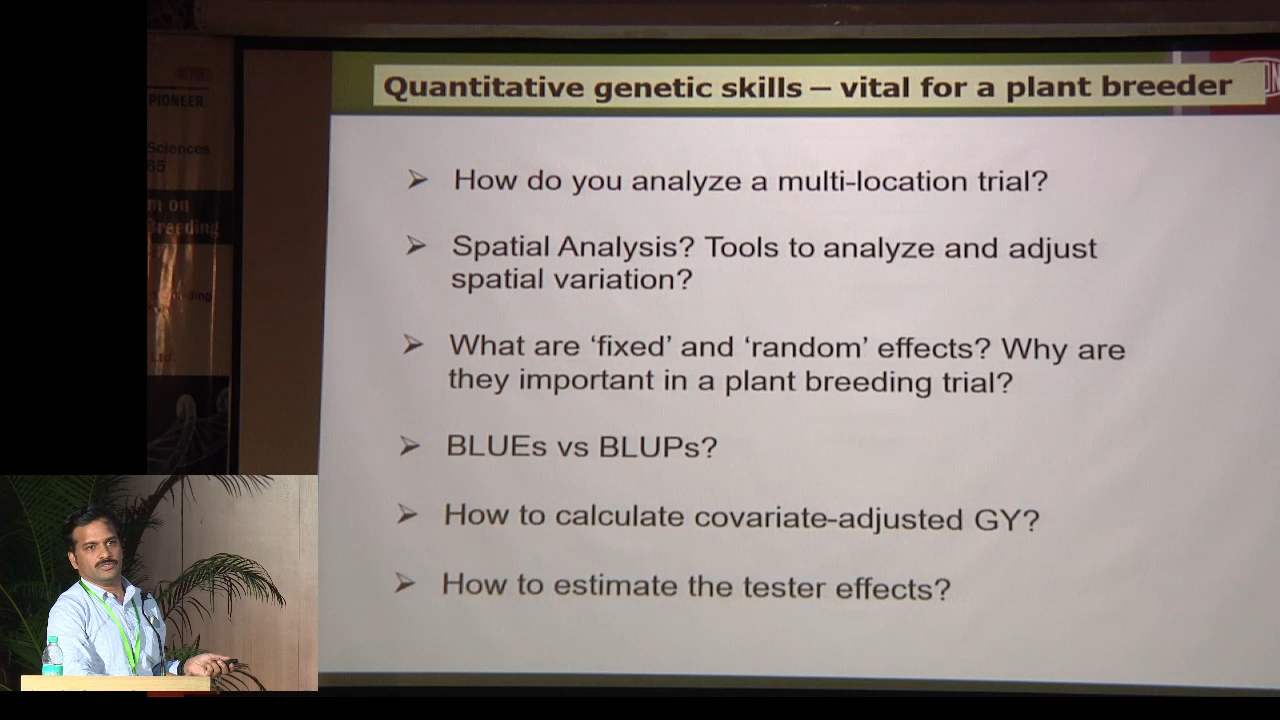 Quantitative genetic skills – vital for a plant breeder
PIONEER.
Sciences
m on
Breeding
Ltd
➢ How do you analyze a multi-location trial?
➢ Spatial Analysis? Tools to analyze and adjust
spatial variation?
➢ What are ‘fixed’ and ‘random’ effects? Why are
they important in a plant breeding trial?
➢ BLUEs vs BLUPs?
➢ How to calculate covariate-adjusted GY?
➢ How to estimate the tester effects?